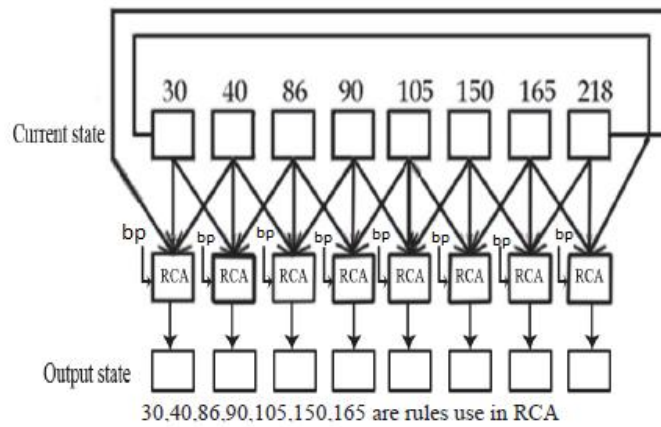 30 40 86 90 105 150 165 218
Current state
bp bp bp bp bp bp bp bp
RCA RCA RCA RCA RCA RCA RCA RCA
Output state
30,40,86,90,105,150,165 are rules use in RCA